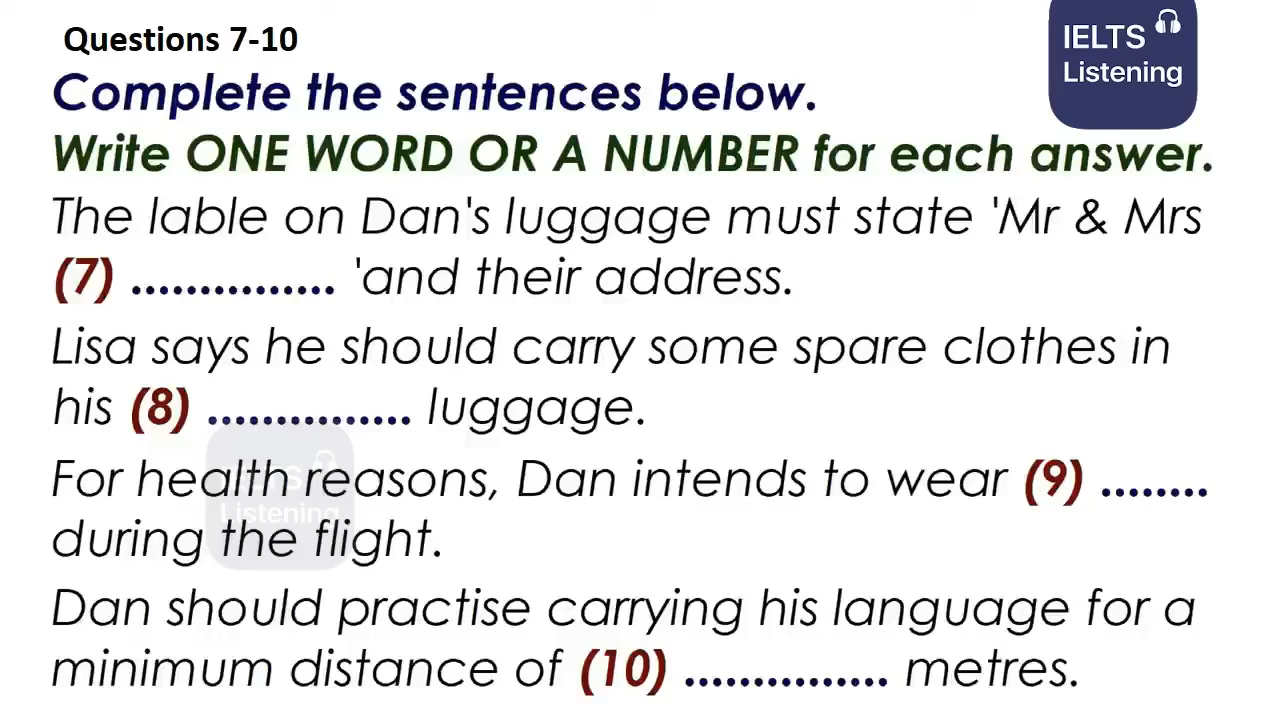 Questions 7-10
IELTS
Listening
Complete the sentences below.
Write ONE WORD OR A NUMBER for each answer.
The lable on Dan's luggage must state 'Mr & Mrs
(7) ............... 'and their address.
Lisa says he should carry some spare clothes in
his (8) ............... luggage.
For health reasons, Dan intends to wear (9) ........
IELTS
Listening
during the flight.
Dan should practise carrying his language for a
minimum distance of (10) ............... metres.